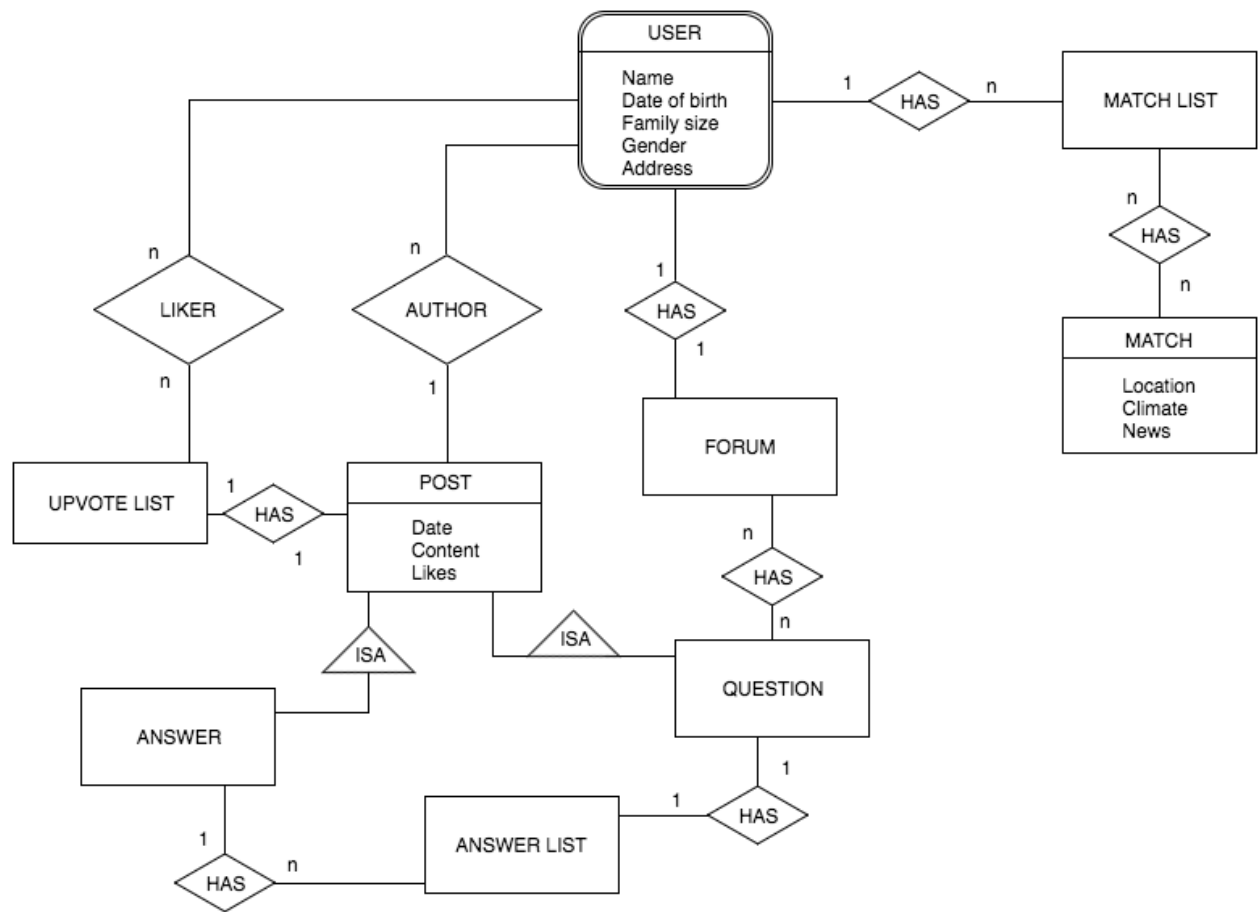 USER
Name
Date of birth
Family size
Gender
Address
1
HAS
n
MATCH LIST
n
HAS
n
MATCH
Location
Climate
News
n
LIKER
n
n
AUTHOR
1
1
HAS
1
FORUM
UPVOTE LIST
1
HAS
1
POST
Date
Content
Likes
n
HAS
n
ISA
ISA
QUESTION
ANSWER
1
HAS
1
ANSWER LIST
1
HAS
n